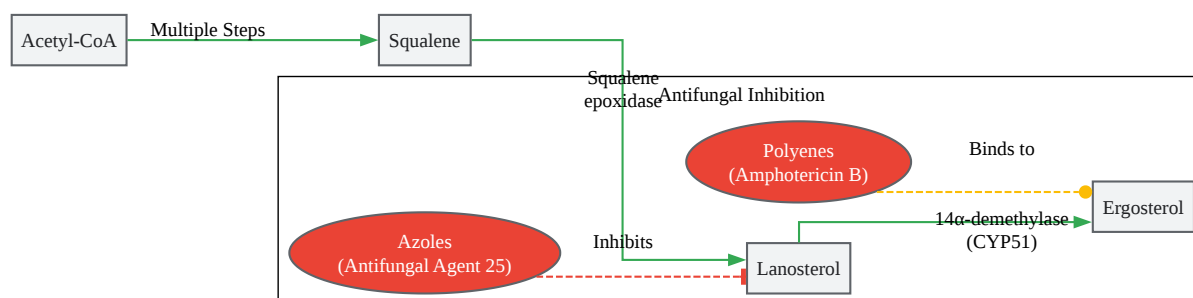 Acetyl-CoA
Multiple Steps
Squalene
Squalene
epoxidase
Antifungal Inhibition
Polyenes
(Amphotericin B)
Binds to
Ergosterol
14α-demethylase
(CYP51)
Azoles
(Antifungal Agent 25)
Inhibits
Lanosterol